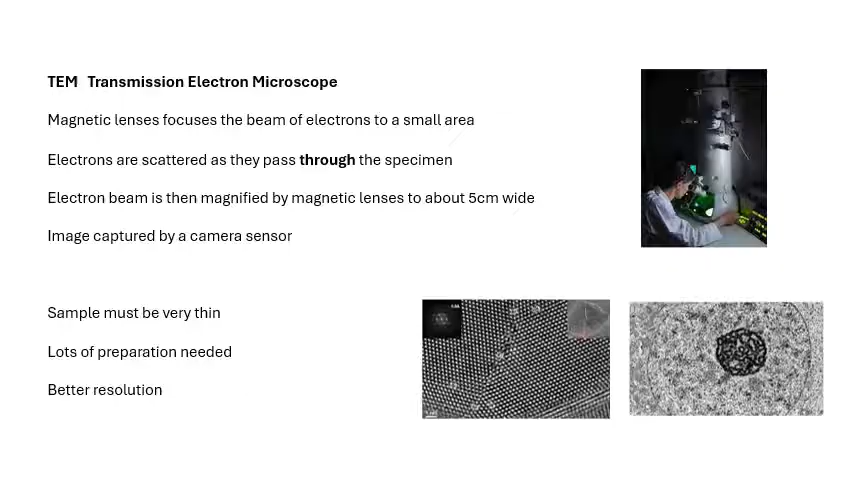 TEM Transmission Electron Microscope
Magnetic lenses focuses the beam of electrons to a small area
Electrons are scattered as they pass through the specimen
Electron beam is then magnified by magnetic lenses to about 5cm wide
Image captured by a camera sensor
Sample must be very thin
Lots of preparation needed
Better resolution